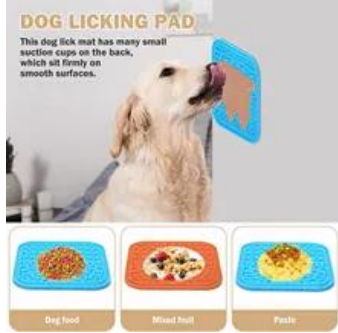 DOG LICKING PAD
This dog lick mat has many small
suction cups on the back,
which sit firmly on
smooth surfaces.
Dog food
Mixed fruit
Paste